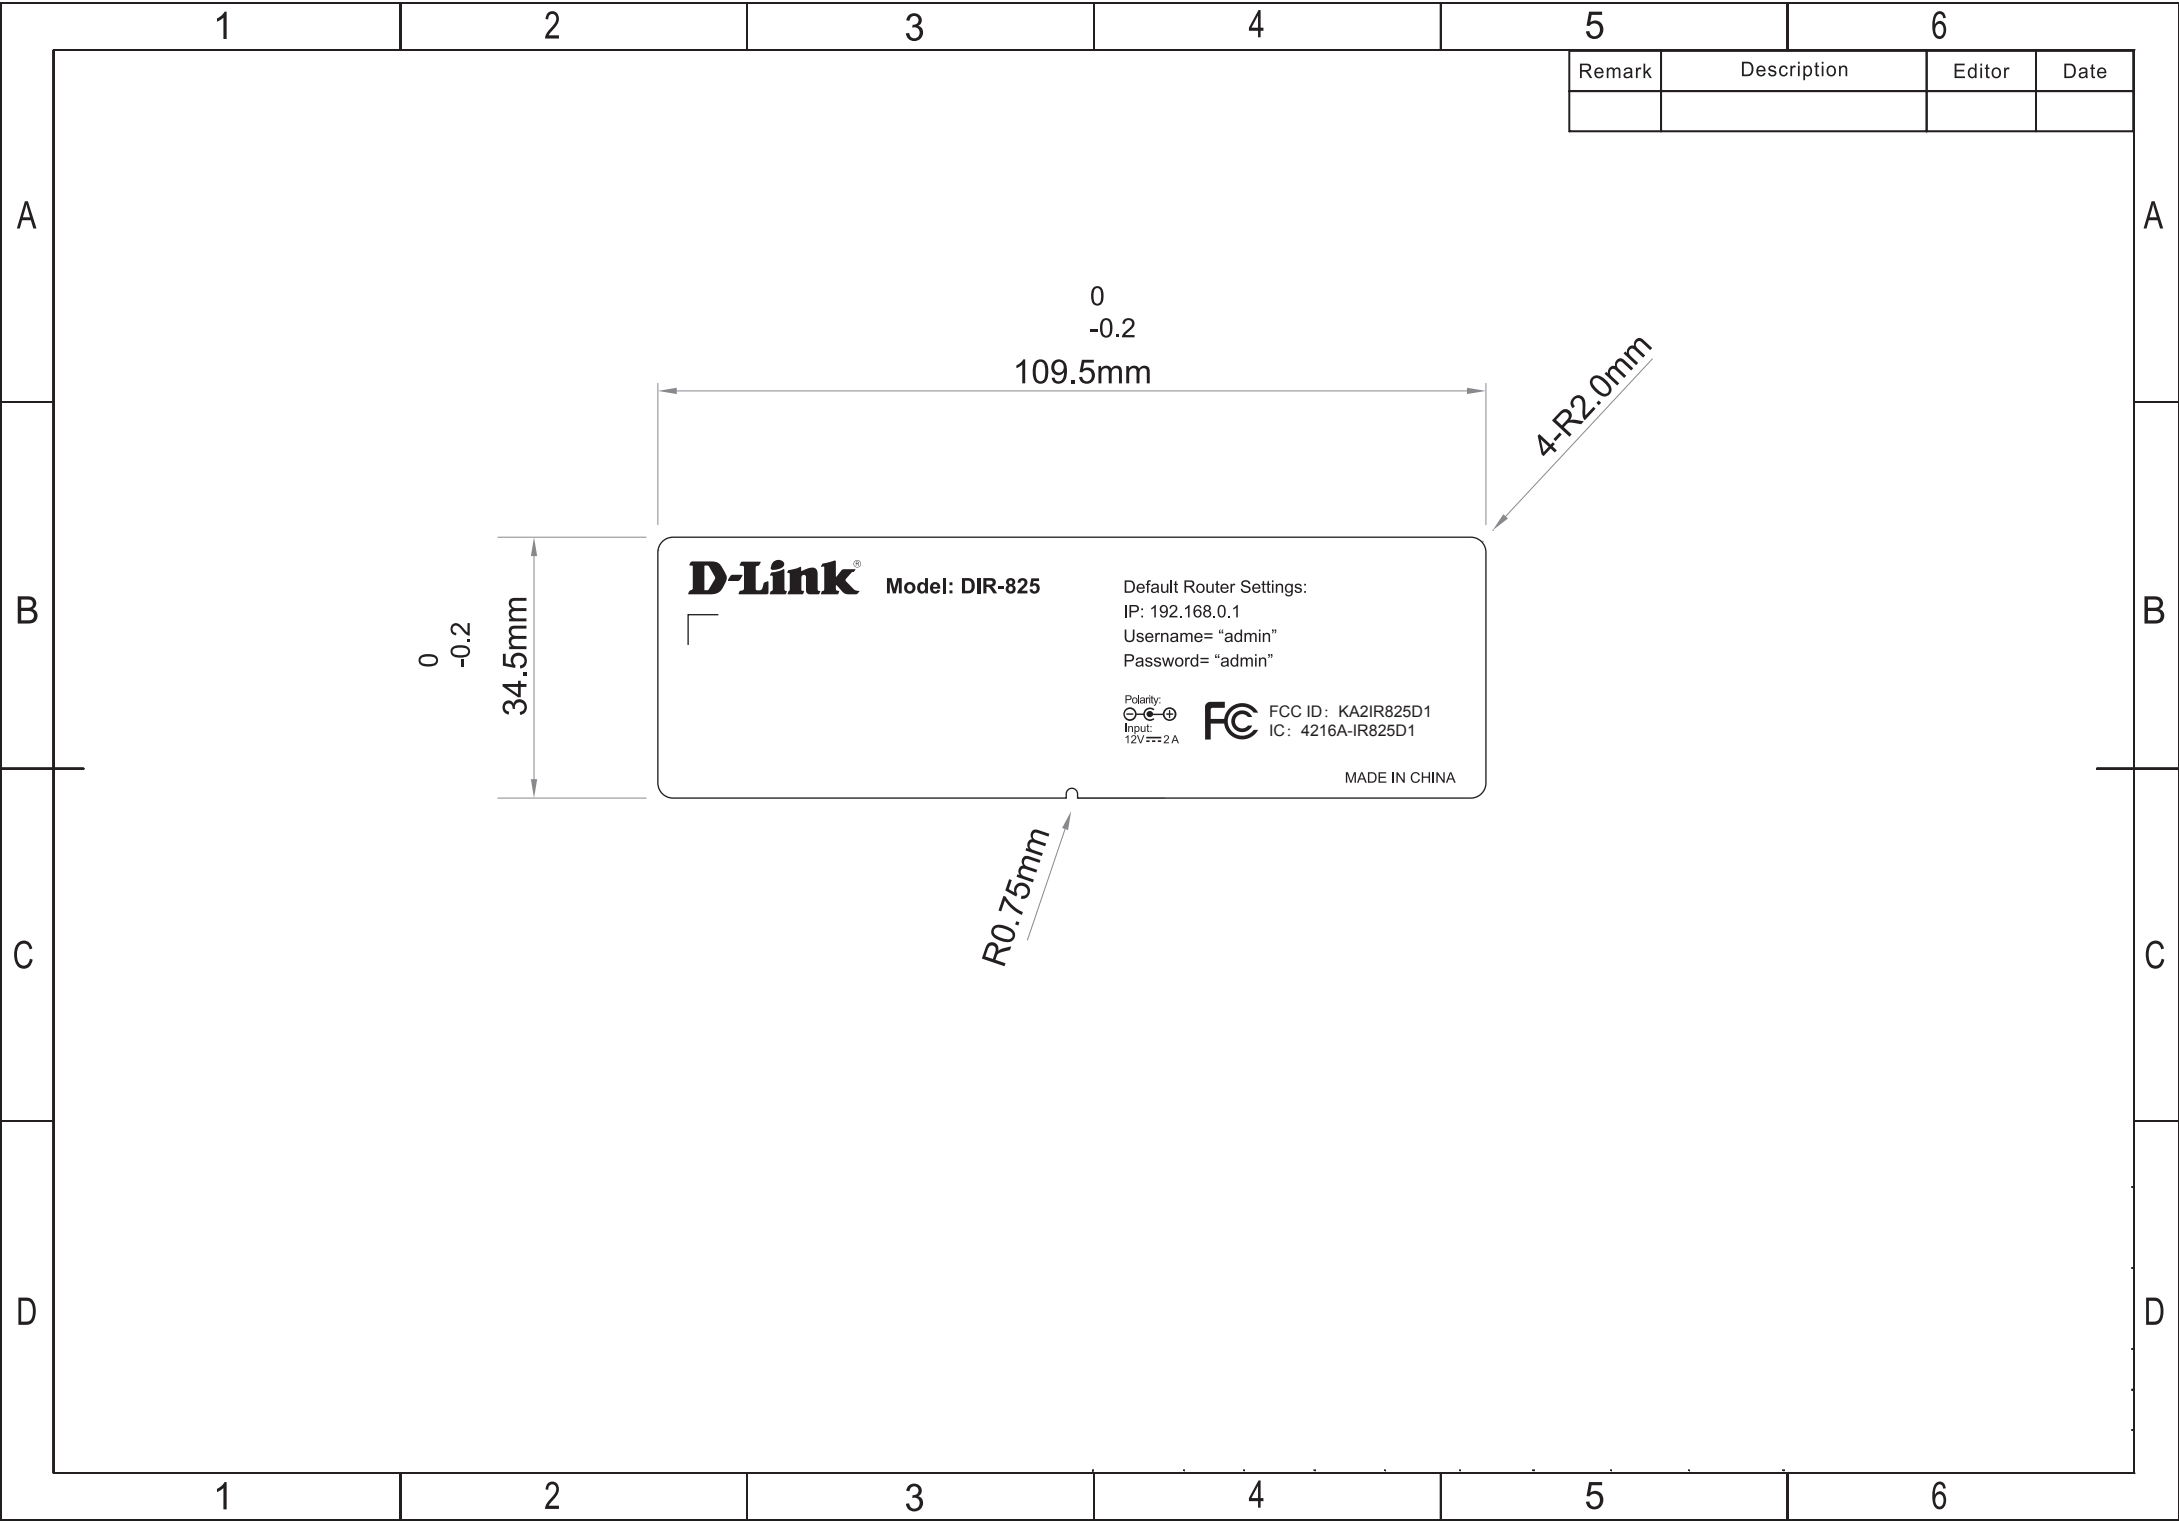 1 2 3 4 5 6
Remark Description Editor Date
A A
0
-0.2
109.5mm
4-R2.0mm
D-Link®
Model: DIR-825
Default Router Settings:
IP: 192.168.0.1
Username= “admin”
Password= “admin”
B B
0
-0.2
34.5mm
Polarity:
Input:
12V 2A
FC
FCC ID: KA2IR825D1
IC: 4216A-IR825D1
MADE IN CHINA
R0.75mm
C C
D D
1 2 3 4 5 6